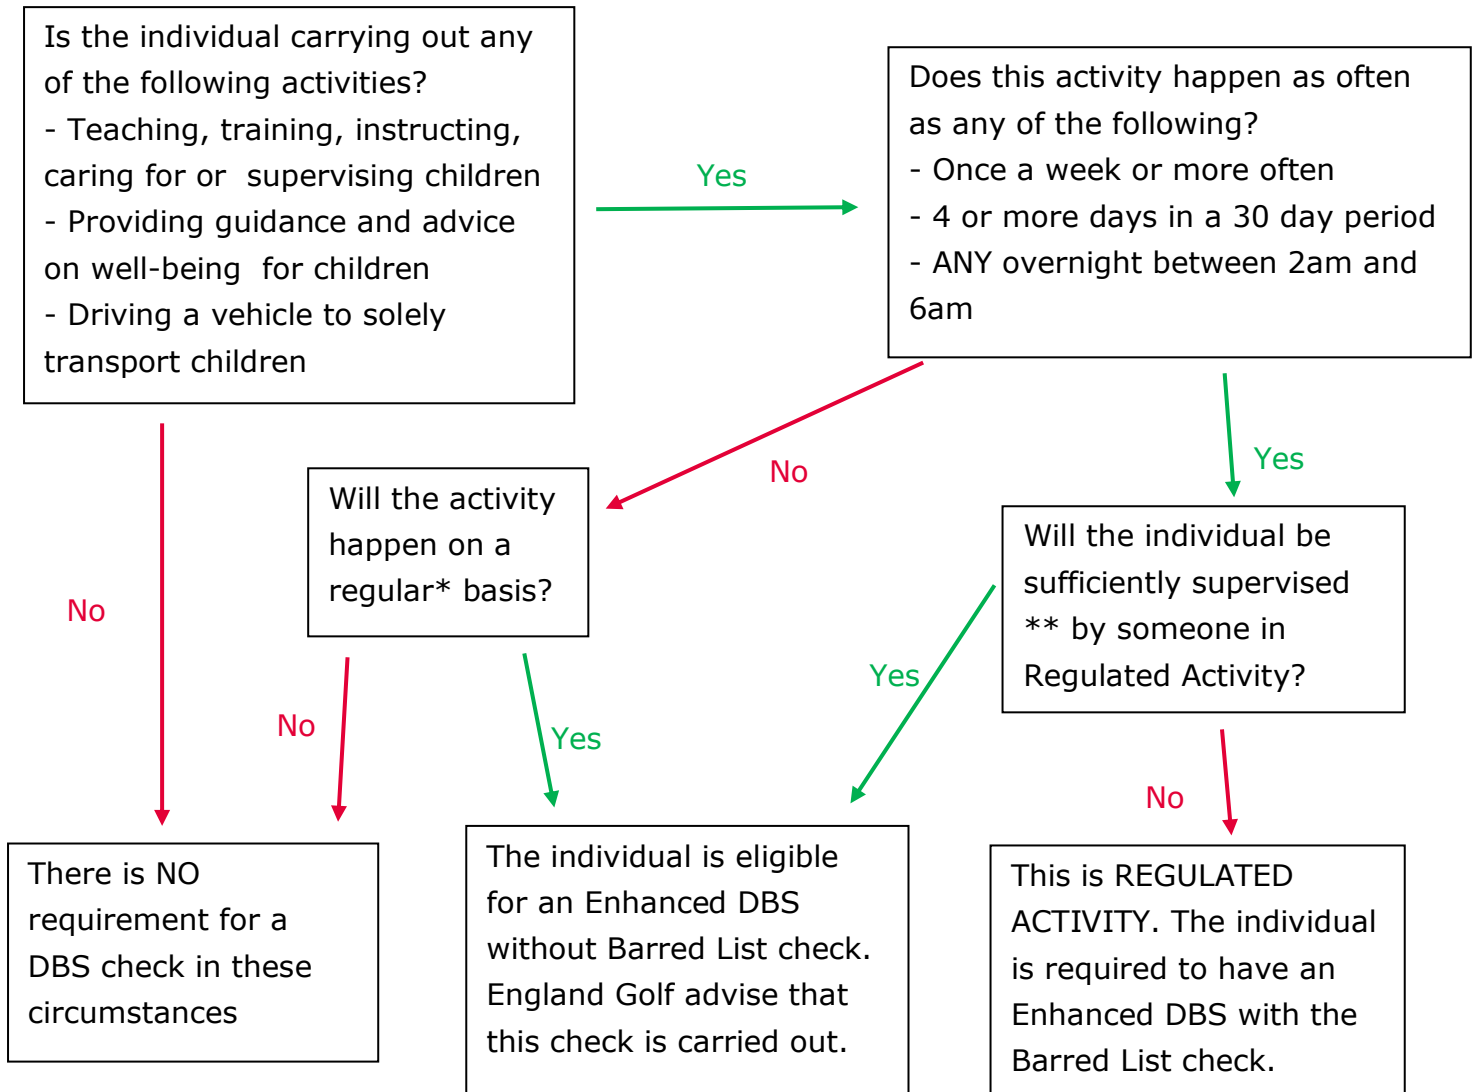 Is the individual carrying out any
of the following activities?
- Teaching, training, instructing,
caring for or  supervising children
- Providing guidance and advice
on well-being  for children
- Driving a vehicle to solely
transport children
Yes
Does this activity happen as often
as any of the following?
- Once a week or more often
- 4 or more days in a 30 day period
- ANY overnight between 2am and
6am
No
No
Yes
Will the activity
happen on a
regular* basis?
Will the individual be
sufficiently supervised
** by someone in
Regulated Activity?
No
Yes
Yes
No
There is NO
requirement for a
DBS check in these
circumstances
The individual is eligible
for an Enhanced DBS
without Barred List check.
England Golf advise that
this check is carried out.
This is REGULATED
ACTIVITY. The individual
is required to have an
Enhanced DBS with the
Barred List check.